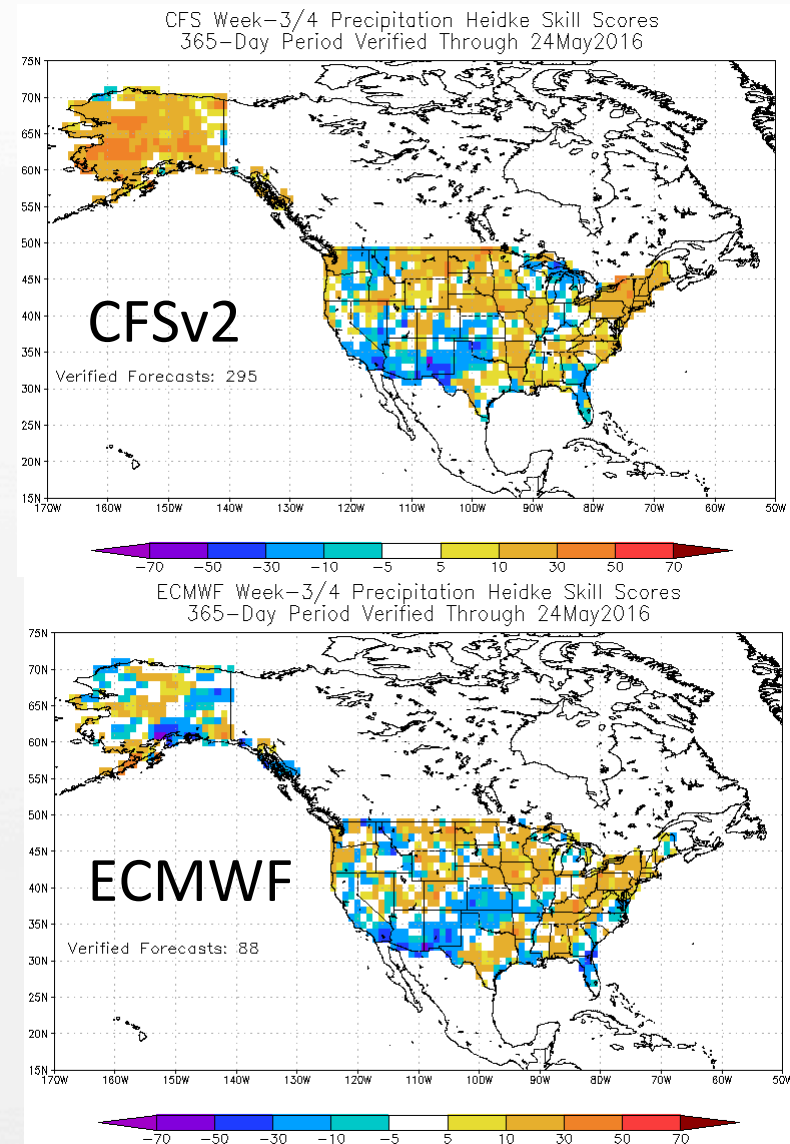 CFS Week-3/4 Precipitation Heidke Skill Scores
365-Day Period Verified Through 24May2016
75N
70N
65N
60N
55N
50N
45N
40N
35N
30N
25N
20N
15N
CFSv2
Verified Forecasts: 295
170W 160W 150W 140W 130W 120W 110W 100W 90W 80W 70W 60W 50W
-70 -50 -30 -10 -5 5 10 30 50 70
ECMWF Week-3/4 Precipitation Heidke Skill Scores
365-Day Period Verified Through 24May2016
75N
70N
65N
60N
55N
50N
45N
40N
35N
30N
25N
20N
15N
ECMWF
Verified Forecasts: 88
170W 160W 150W 140W 130W 120W 110W 100W 90W 80W 70W 60W 50W
-70 -50 -30 -10 -5 5 10 30 50 70